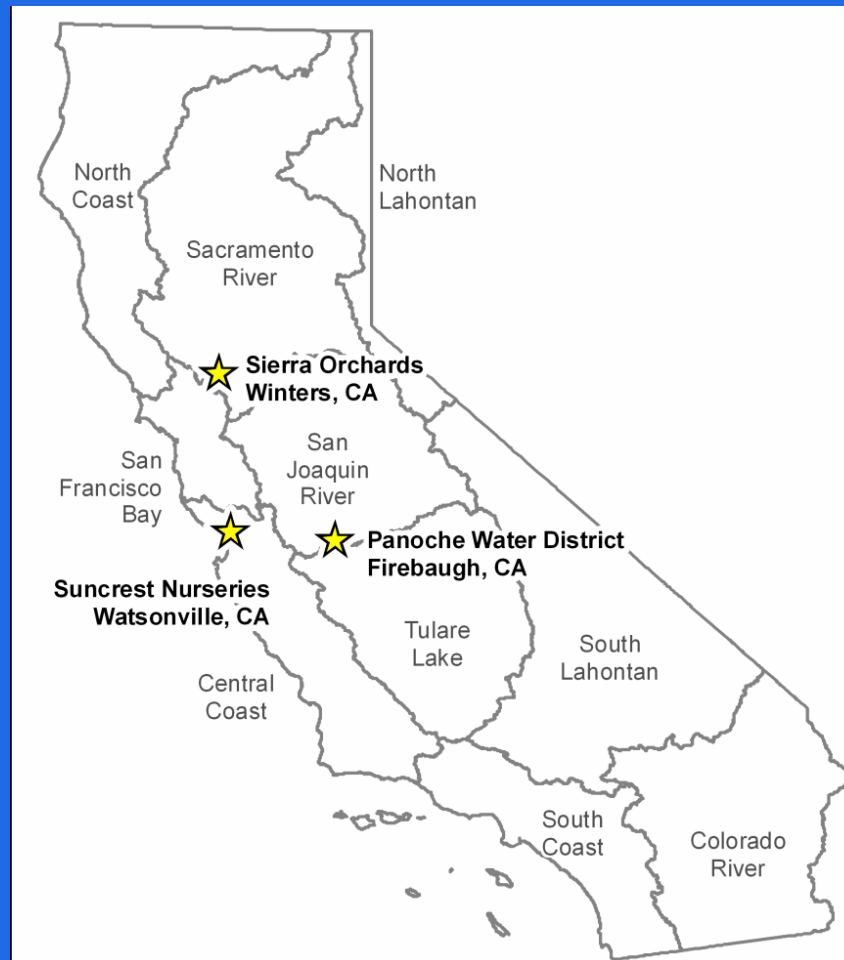 North
Coast
North
Lahontan
Sacramento
River
Sierra Orchards
Winters, CA
San
Joaquin
River
San
Francisco
Bay
Panoche Water District
Firebaugh, CA
Suncrest Nurseries
Watsonville, CA
Tulare
Lake
South
Lahontan
Central
Coast
South
Coast
Colorado
River